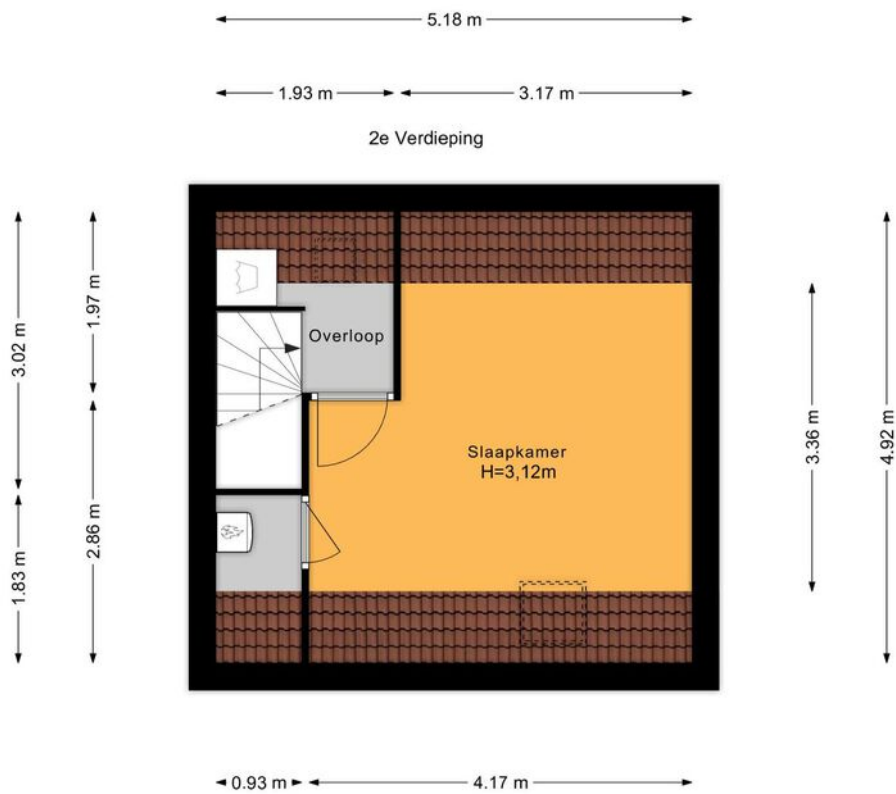 5.18 m
1.93 m
3.17 m
2e Verdieping
3.02 m
1.97 m
Overloop
3.36 m
4.92 m
Slaapkamer
H=3,12m
2.86 m
1.83 m
0.93 m
4.17 m